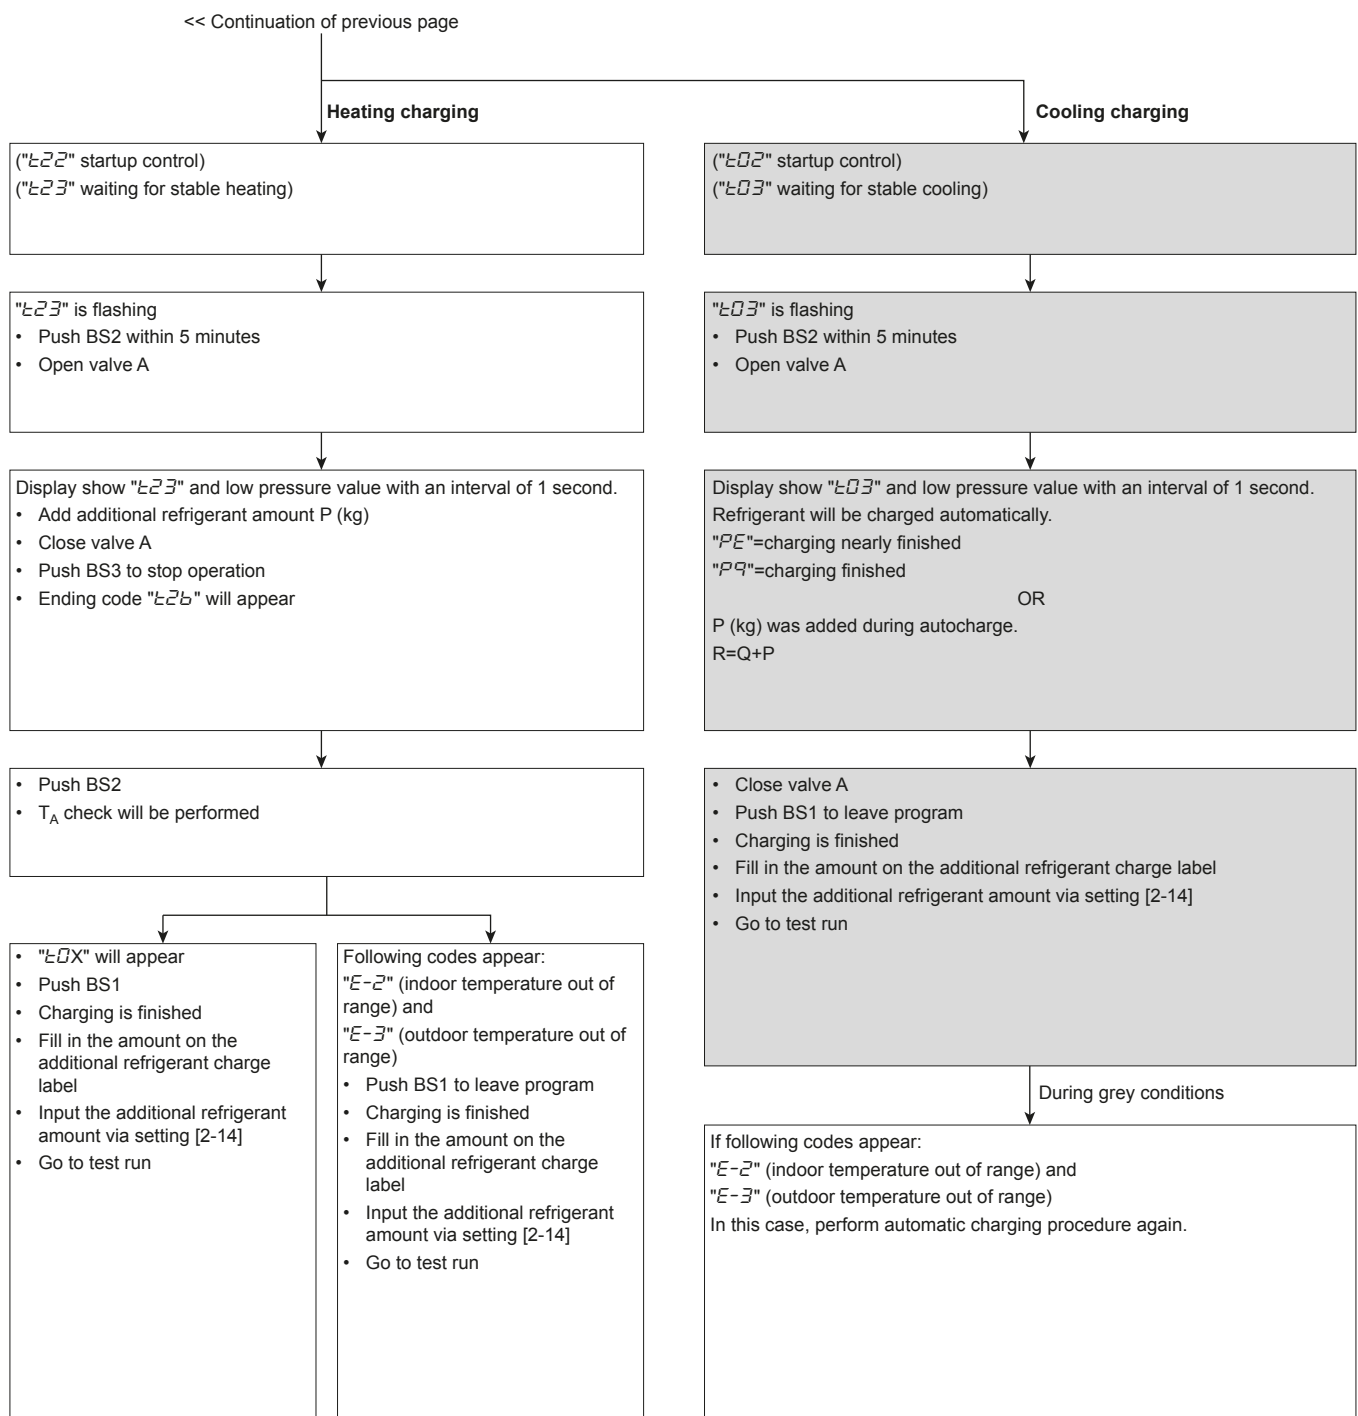 << Continuation of previous page
Heating charging
("t22" startup control)
("t23" waiting for stable heating)
"t23" is flashing
• Push BS2 within 5 minutes
• Open valve A
Display show "t23" and low pressure value with an interval of 1 second.
• Add additional refrigerant amount P (kg)
• Close valve A
• Push BS3 to stop operation
• Ending code "t26" will appear
• Push BS2
• TA check will be performed
• "t0X" will appear
• Push BS1
• Charging is finished
• Fill in the amount on the
additional refrigerant charge
label
• Input the additional refrigerant
amount via setting [2-14]
• Go to test run
Following codes appear:
"E-2" (indoor temperature out of
range) and
"E-3" (outdoor temperature out of
range)
• Push BS1 to leave program
• Charging is finished
• Fill in the amount on the
additional refrigerant charge
label
• Input the additional refrigerant
amount via setting [2-14]
• Go to test run
Cooling charging
("t02" startup control)
("t03" waiting for stable cooling)
"t03" is flashing
• Push BS2 within 5 minutes
• Open valve A
Display show "t03" and low pressure value with an interval of 1 second.
Refrigerant will be charged automatically.
"PE"=charging nearly finished
"P9"=charging finished
OR
P (kg) was added during autocharge.
R=Q+P
• Close valve A
• Push BS1 to leave program
• Charging is finished
• Fill in the amount on the additional refrigerant charge label
• Input the additional refrigerant amount via setting [2-14]
• Go to test run
During grey conditions
If following codes appear:
"E-2" (indoor temperature out of range) and
"E-3" (outdoor temperature out of range)
In this case, perform automatic charging procedure again.